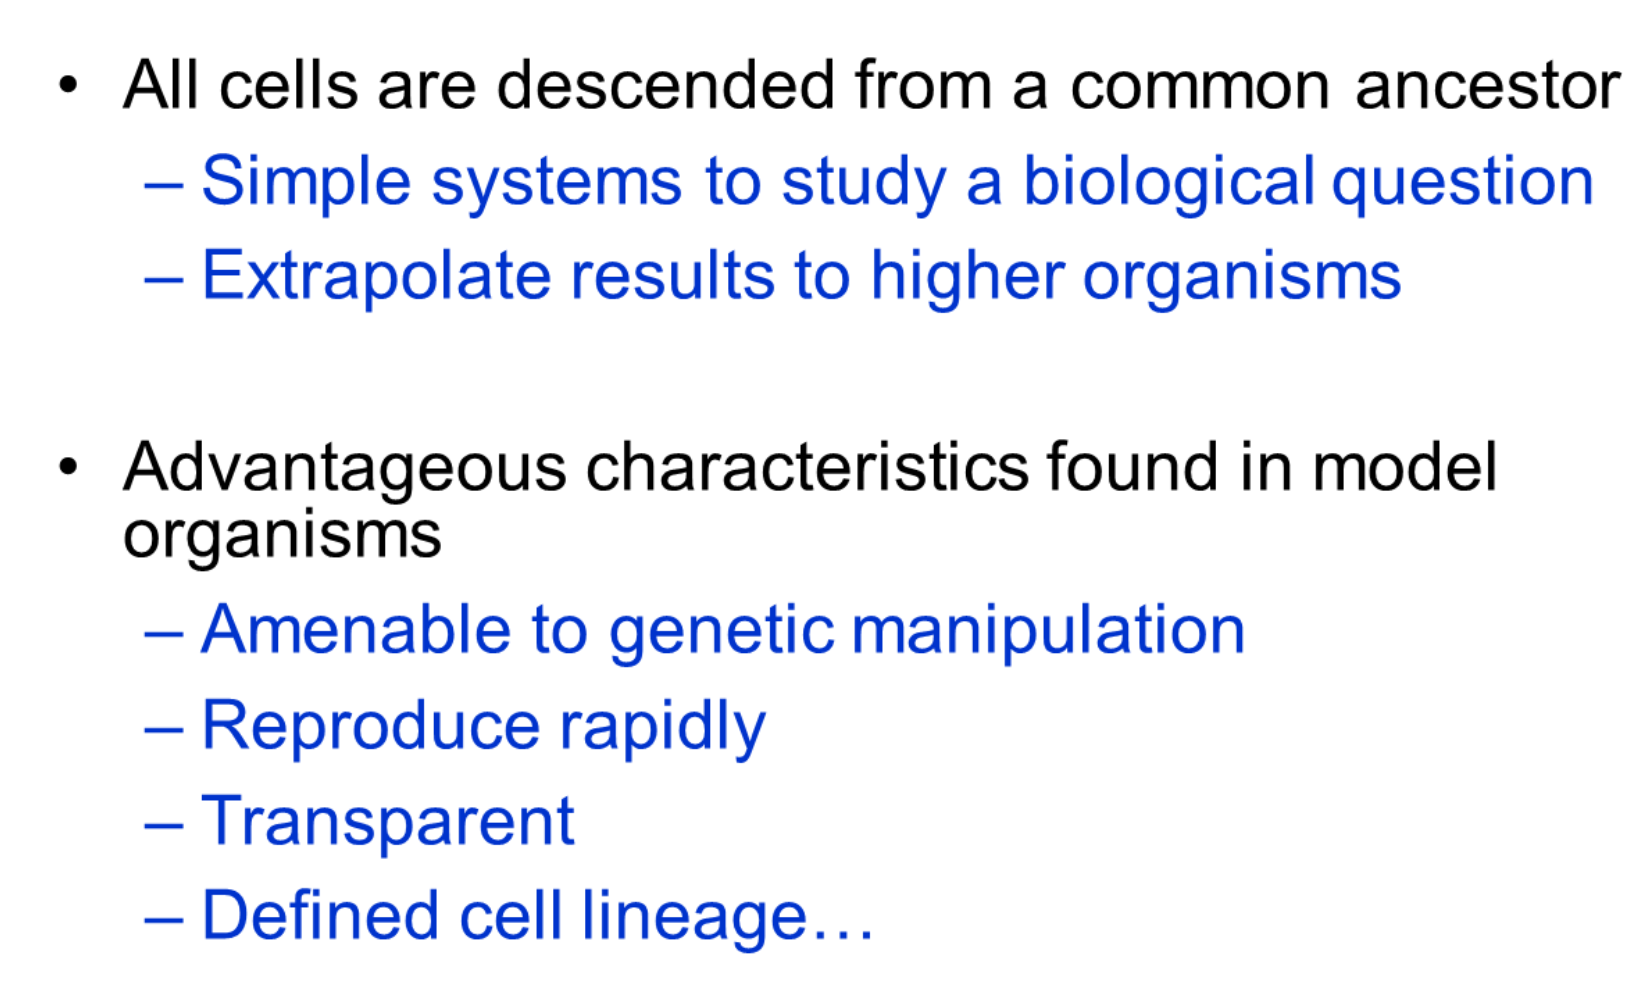 • All cells are descended from a common ancestor
– Simple systems to study a biological question
– Extrapolate results to higher organisms
• Advantageous characteristics found in model
organisms
– Amenable to genetic manipulation
– Reproduce rapidly
– Transparent
– Defined cell lineage…